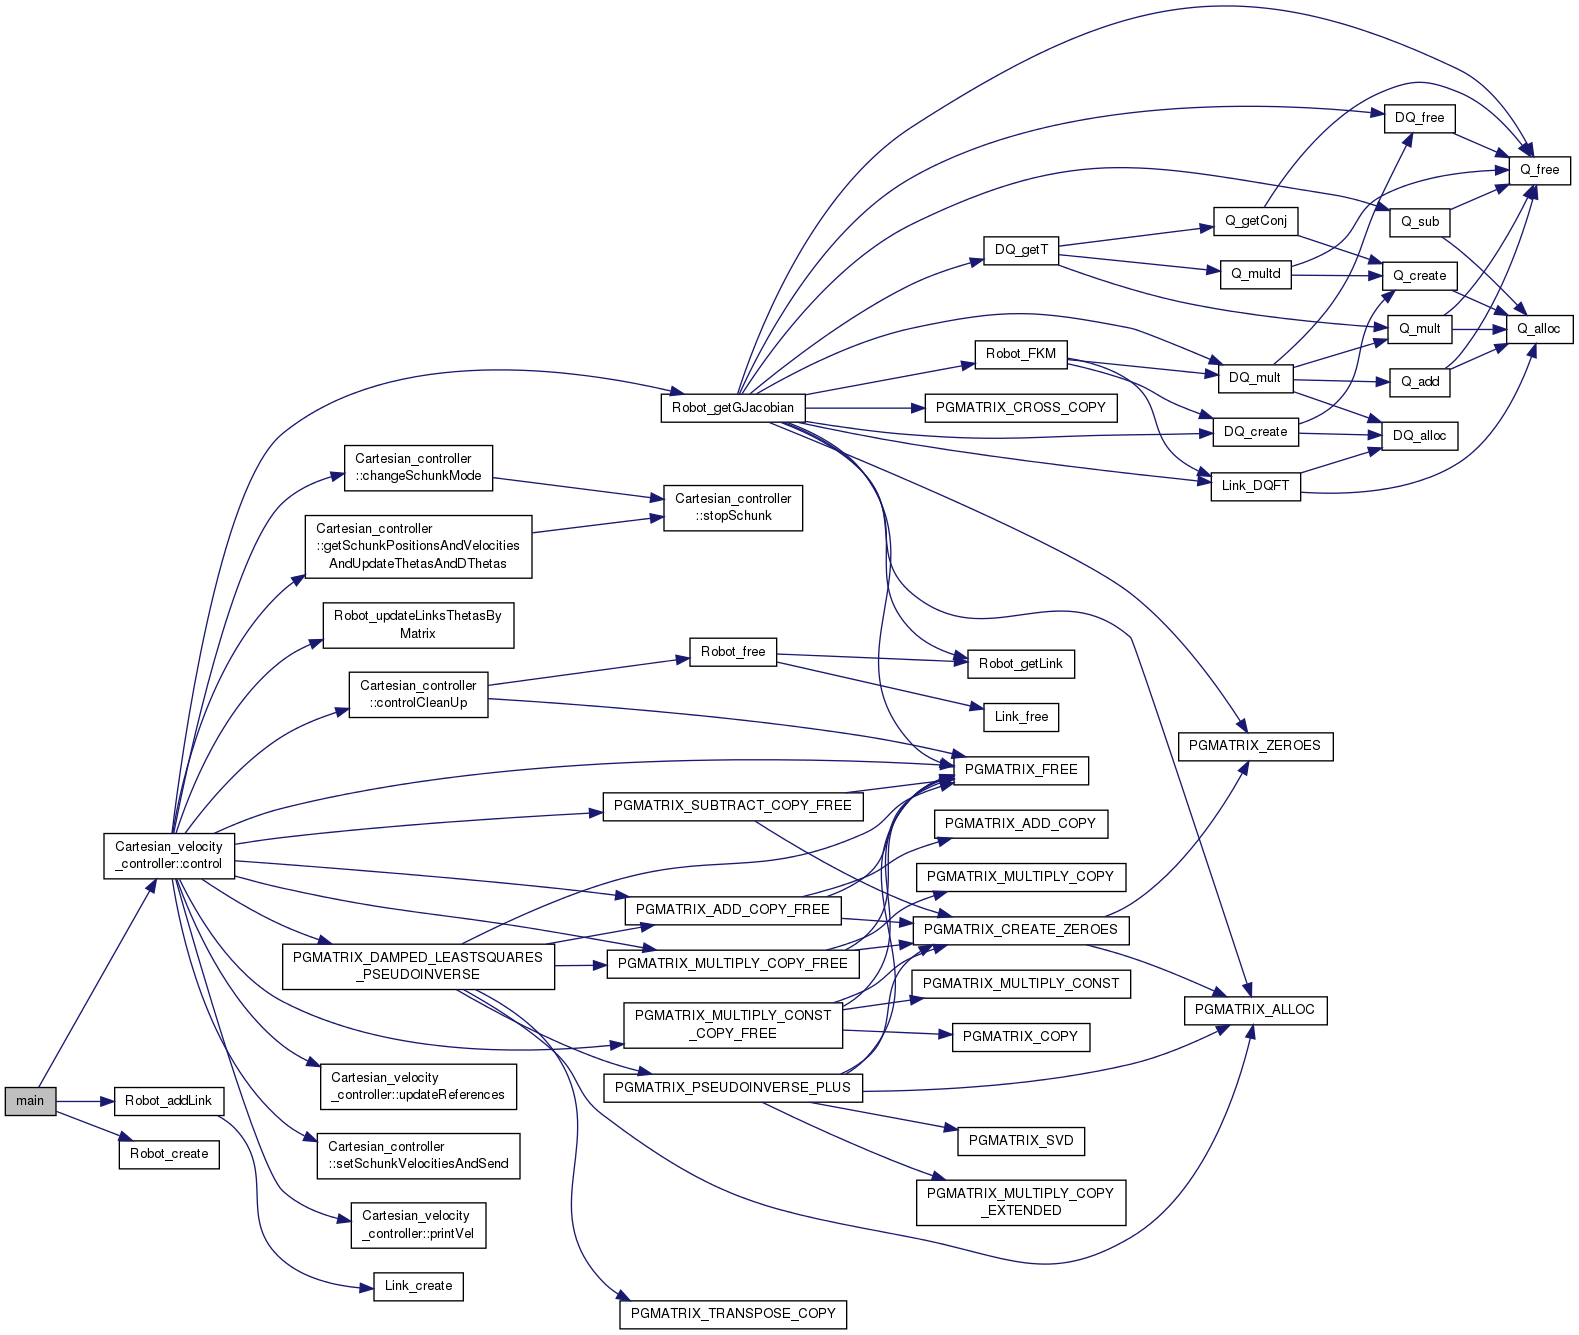 main
Cartesian_velocity
_controller::control
Robot_addLink
Robot_create
Cartesian_controller
::changeSchunkMode
Cartesian_controller
::getSchunkPositionsAndVelocities
AndUpdateThetasAndDThetas
Robot_updateLinksThetasBy
Matrix
Cartesian_controller
::controlCleanUp
PGMATRIX_DAMPED_LEASTSQUARES
_PSEUDOINVERSE
Cartesian_velocity
_controller::updateReferences
Cartesian_controller
::setSchunkVelocitiesAndSend
Cartesian_velocity
_controller::printVel
Link_create
Robot_getGJacobian
Cartesian_controller
::stopSchunk
Robot_free
PGMATRIX_SUBTRACT_COPY_FREE
PGMATRIX_ADD_COPY_FREE
PGMATRIX_MULTIPLY_COPY_FREE
PGMATRIX_MULTIPLY_CONST
_COPY_FREE
PGMATRIX_PSEUDOINVERSE_PLUS
PGMATRIX_TRANSPOSE_COPY
DQ_getT
Robot_FKM
PGMATRIX_CROSS_COPY
Robot_getLink
Link_free
PGMATRIX_FREE
PGMATRIX_ADD_COPY
PGMATRIX_MULTIPLY_COPY
PGMATRIX_CREATE_ZEROES
PGMATRIX_MULTIPLY_CONST
PGMATRIX_COPY
PGMATRIX_SVD
PGMATRIX_MULTIPLY_COPY
_EXTENDED
Q_getConj
Q_multd
DQ_mult
DQ_create
Link_DQFT
PGMATRIX_ZEROES
PGMATRIX_ALLOC
DQ_free
Q_sub
Q_create
Q_mult
Q_add
DQ_alloc
Q_free
Q_alloc